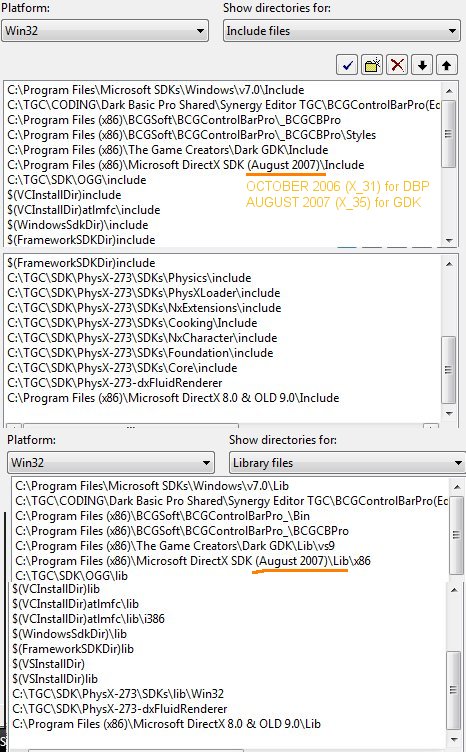 Platform: Show directories for:
Win32 Include files
C:\Program Files\Microsoft SDKs\Windows\v7.0\Include
C:\TGC\CODING\Dark Basic Pro Shared\Synergy Editor TGC\BCGControlBarPro(Ed
C:\Program Files (x86)\BCGSoft\BCGControlBarPro\_BCGCBPro
C:\Program Files (x86)\BCGSoft\BCGControlBarPro\_BCGCBPro\Styles
C:\Program Files (x86)\The Game Creators\Dark GDK\Include
C:\Program Files (x86)\Microsoft DirectX SDK (August 2007)\Include
C:\TGC\SDK\OGG\include
$(VCInstallDir)include
$(VCInstallDir)atlmfc\include
$(WindowsSdkDir)\include
$(FrameworkSDKDir)include
OCTOBER 2006 (X_31) for DBP
AUGUST 2007 (X_35) for GDK
$(FrameworkSDKDir)include
C:\TGC\SDK\PhysX-273\SDKs\Physics\include
C:\TGC\SDK\PhysX-273\SDKs\PhysXLoader\include
C:\TGC\SDK\PhysX-273\SDKs\NxExtensions\include
C:\TGC\SDK\PhysX-273\SDKs\Cooking\Include
C:\TGC\SDK\PhysX-273\SDKs\NxCharacter\include
C:\TGC\SDK\PhysX-273\SDKs\Foundation\include
C:\TGC\SDK\PhysX-273\SDKs\Core\include
C:\TGC\SDK\PhysX-273-dxFluidRenderer
C:\Program Files (x86)\Microsoft DirectX 8.0 & OLD 9.0\Include
Platform: Show directories for:
Win32 Library files
C:\Program Files\Microsoft SDKs\Windows\v7.0\Lib
C:\TGC\CODING\Dark Basic Pro Shared\Synergy Editor TGC\BCGControlBarPro(Ed
C:\Program Files (x86)\BCGSoft\BCGControlBarPro_\Bin
C:\Program Files (x86)\BCGSoft\BCGControlBarPro_\BCGCBPro
C:\Program Files (x86)\The Game Creators\Dark GDK\Lib\vs9
C:\Program Files (x86)\Microsoft DirectX SDK (August 2007)\Lib\x86
C:\TGC\SDK\OGG\lib
$(VCInstallDir)lib
$(VCInstallDir)atlmfc\lib
$(VCInstallDir)atlmfc\lib\i386
$(WindowsSdkDir)\lib
$(FrameworkSDKDir)lib
$(VSInstallDir)
$(VSInstallDir)lib
C:\TGC\SDK\PhysX-273\SDKs\lib\Win32
C:\TGC\SDK\PhysX-273-dxFluidRenderer
C:\Program Files (x86)\Microsoft DirectX 8.0 & OLD 9.0\Lib